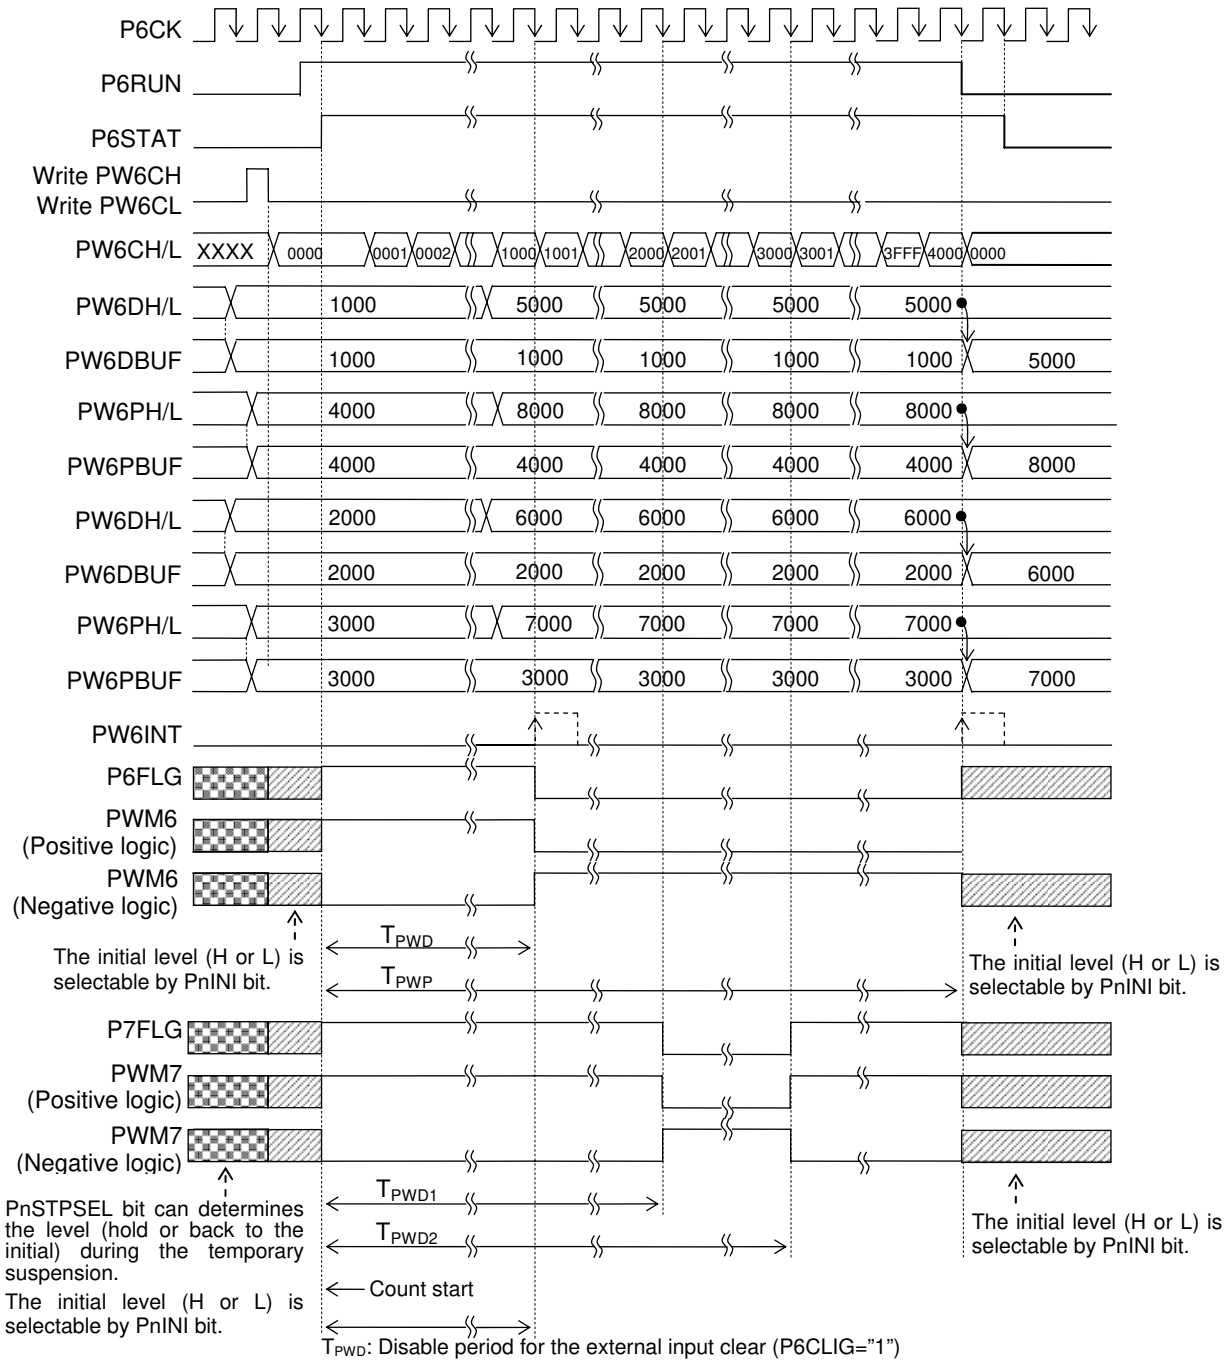 P6CK
P6RUN
P6STAT
Write PW6CH
Write PW6CL
PW6CH/L XXXX 0000 0001 0002 1000 1001 2000 2001 3000 3001 3FFF 4000 0000
PW6DH/L 1000 5000 5000 5000 5000
PW6DBUF 1000 1000 1000 1000 1000 5000
PW6PH/L 4000 8000 8000 8000 8000
PW6PBUF 4000 4000 4000 4000 4000 8000
PW6DH/L 2000 6000 6000 6000 6000
PW6DBUF 2000 2000 2000 2000 2000 6000
PW6PH/L 3000 7000 7000 7000 7000
PW6PBUF 3000 3000 3000 3000 3000 7000
PW6INT
P6FLG
PWM6
(Positive logic)
PWM6
(Negative logic)
The initial level (H or L) is
selectable by PnINI bit.
TPWD
TPWP
The initial level (H or L) is
selectable by PnINI bit.
P7FLG
PWM7
(Positive logic)
PWM7
(Negative logic)
PnSTPSEL bit can determines
the level (hold or back to the
initial) during the temporary
suspension.
The initial level (H or L) is
selectable by PnINI bit.
TPWD1
TPWD2
The initial level (H or L) is
selectable by PnINI bit.
Count start
TPWD: Disable period for the external input clear (P6CLIG="1")